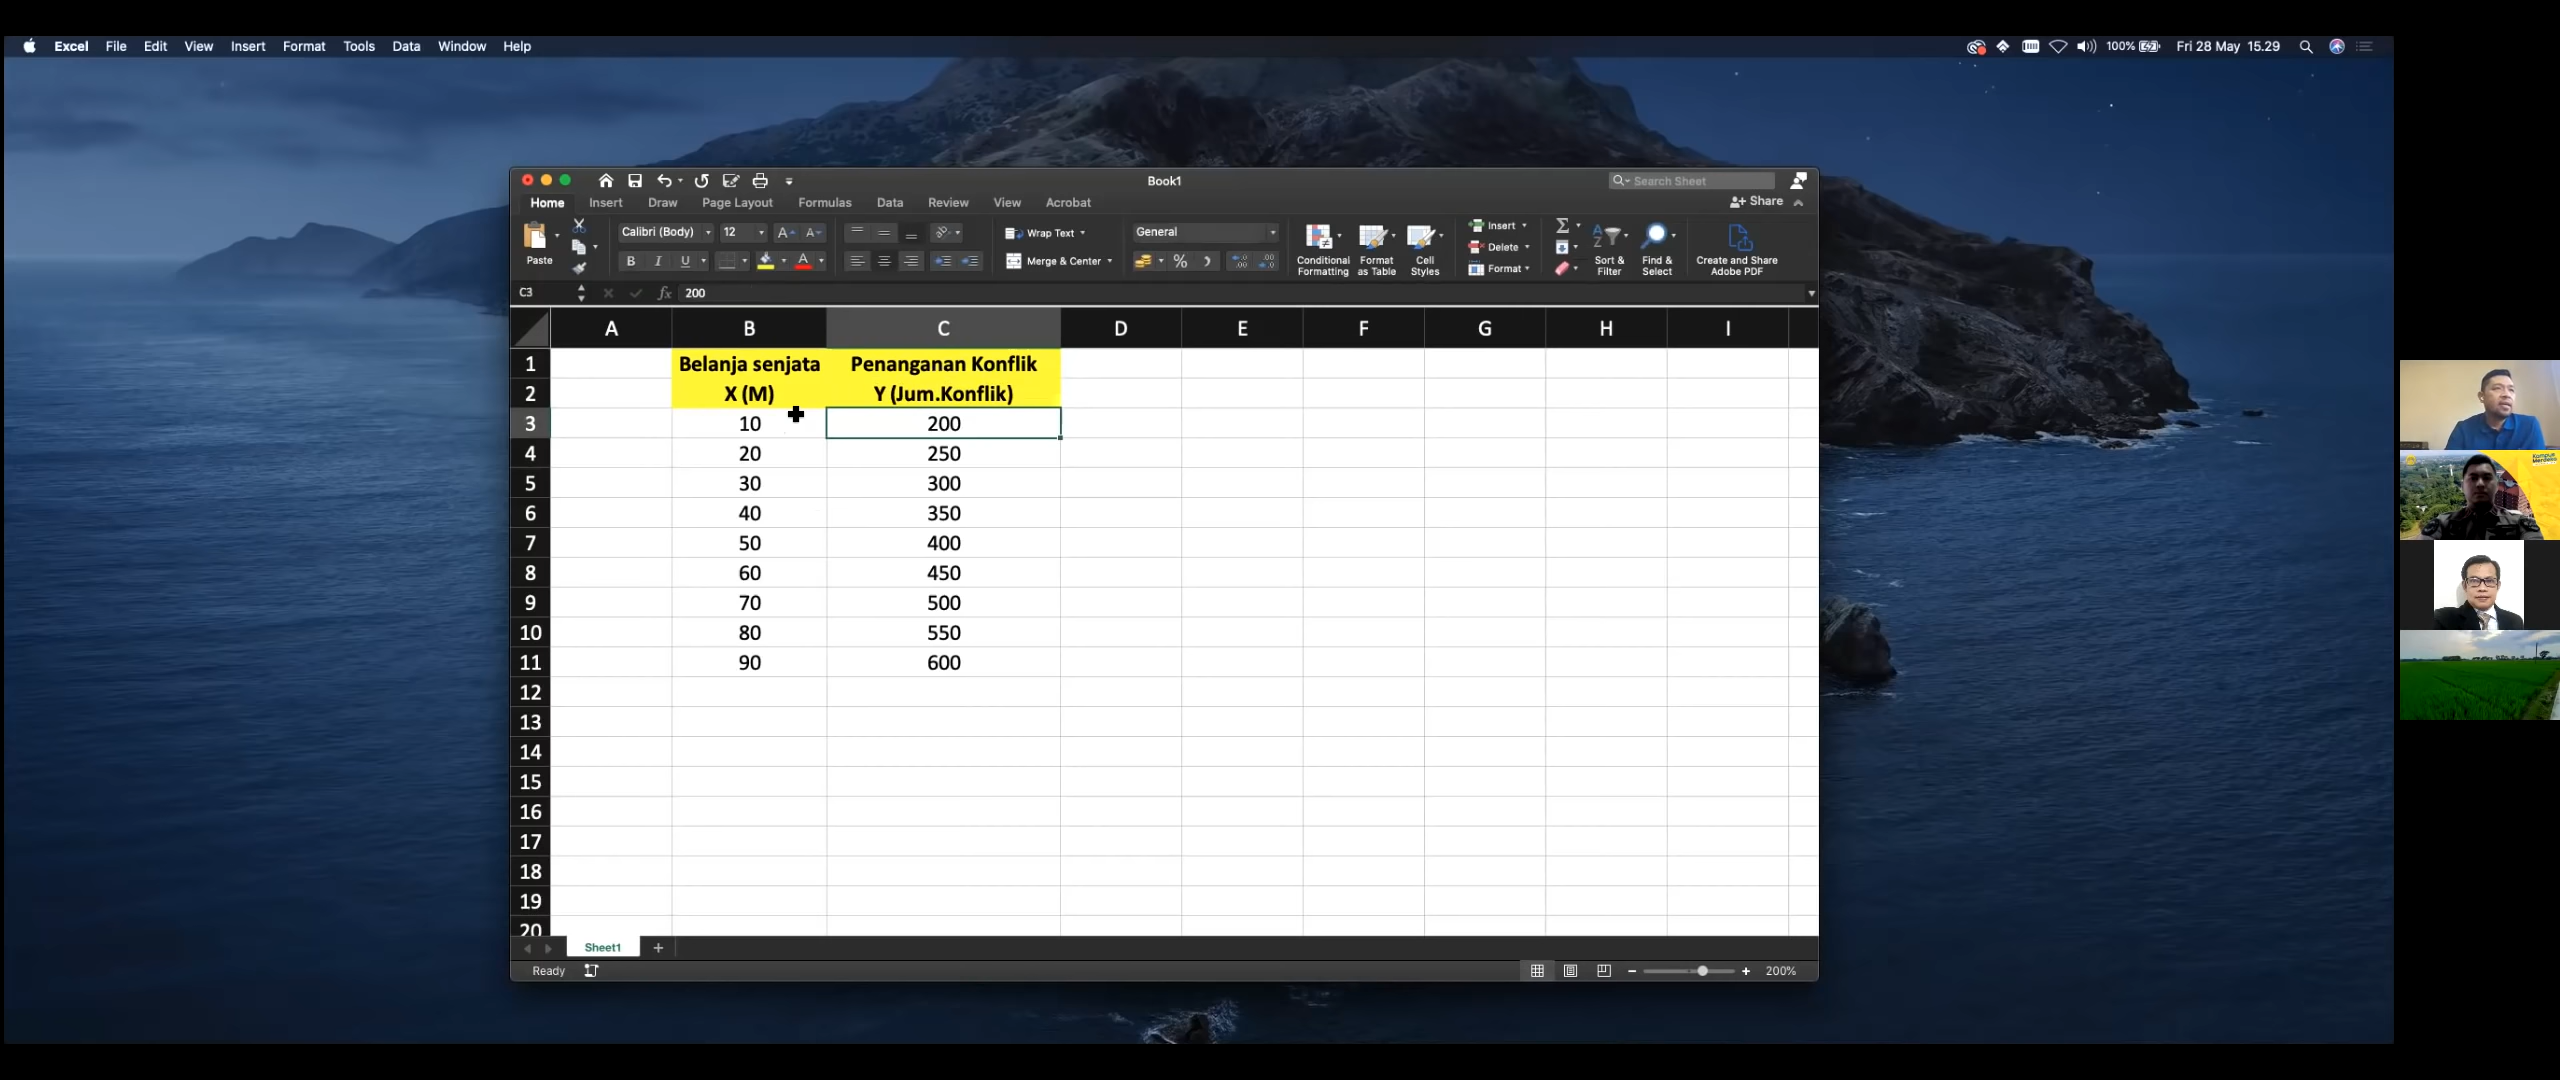 Excel File Edit View Insert Format Tools Data Window Help 100% Fri 28 May 15.29
Book1 Search Sheet
Home Insert Draw Page Layout Formulas Data Review View Acrobat Share
Paste Calibri (Body) 12 A A Wrap Text General Insert Σ
B I U A Merge & Center % Delete
Conditional Formatting Format as Table Cell Styles Format Sort & Filter Find & Select Create and Share Adobe PDF
C3 fx 200
A B C D E F G H I
1 Belanja senjata Penanganan Konflik
2 X (M) Y (Jum.Konflik)
3 10 200
4 20 250
5 30 300
6 40 350
7 50 400
8 60 450
9 70 500
10 80 550
11 90 600
12
13
14
15
16
17
18
19
20
Sheet1 +
Ready 200%
Kampus
Merdeka